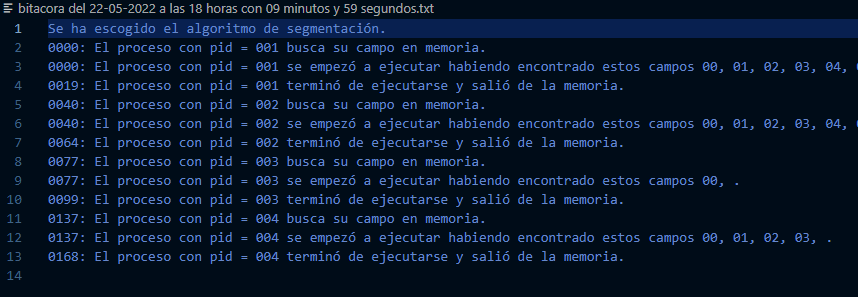 bitacora del 22-05-2022 a las 18 horas con 09 minutos y 59 segundos.txt
1 Se ha escogido el algoritmo de segmentación.
2 0000: El proceso con pid = 001 busca su campo en memoria.
3 0000: El proceso con pid = 001 se empezó a ejecutar habiendo encontrado estos campos 00, 01, 02, 03, 04,
4 0019: El proceso con pid = 001 terminó de ejecutarse y salió de la memoria.
5 0040: El proceso con pid = 002 busca su campo en memoria.
6 0040: El proceso con pid = 002 se empezó a ejecutar habiendo encontrado estos campos 00, 01, 02, 03, 04,
7 0064: El proceso con pid = 002 terminó de ejecutarse y salió de la memoria.
8 0077: El proceso con pid = 003 busca su campo en memoria.
9 0077: El proceso con pid = 003 se empezó a ejecutar habiendo encontrado estos campos 00, .
10 0099: El proceso con pid = 003 terminó de ejecutarse y salió de la memoria.
11 0137: El proceso con pid = 004 busca su campo en memoria.
12 0137: El proceso con pid = 004 se empezó a ejecutar habiendo encontrado estos campos 00, 01, 02, 03, .
13 0168: El proceso con pid = 004 terminó de ejecutarse y salió de la memoria.
14